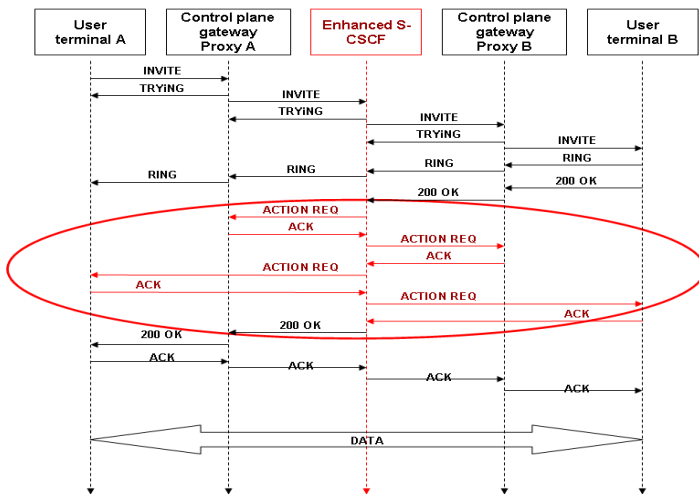 User
terminal A
Control plane
gateway
Proxy A
Enhanced S-
CSCF
Control plane
gateway
Proxy B
User
terminal B
INVITE
TRYiNG
INVITE
TRYiNG
INVITE
TRYiNG
INVITE
RING
RING
RING
RING
200 OK
200 OK
ACTION REQ
ACK
ACTION REQ
ACK
ACTION REQ
ACK
ACTION REQ
ACK
200 OK
200 OK
ACK
ACK
ACK
ACK
DATA